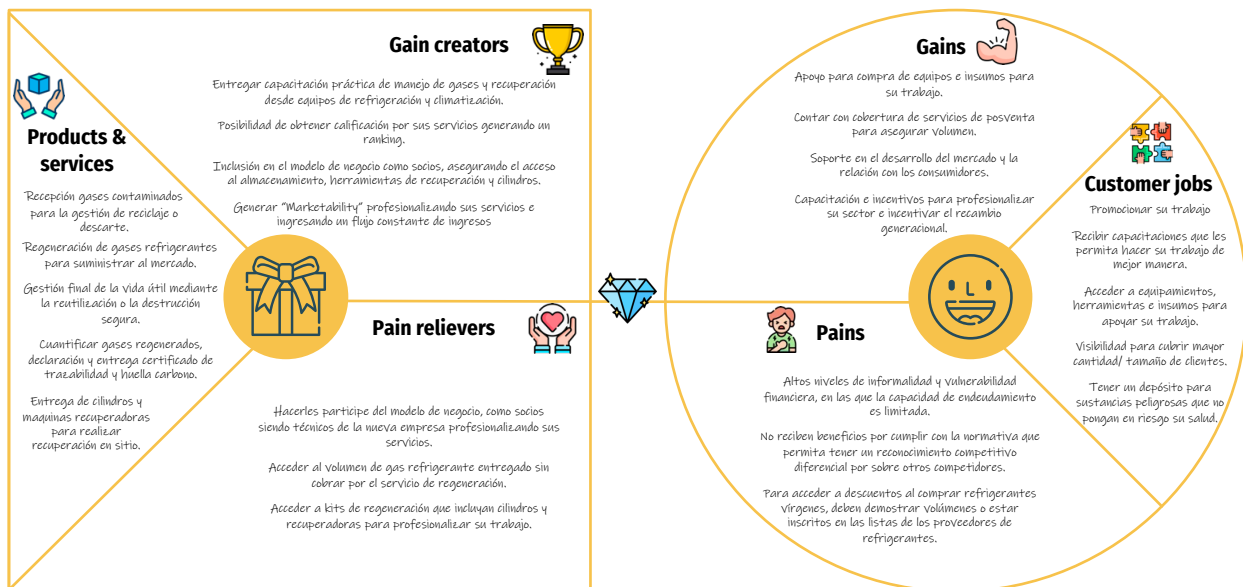 Gain creators
Entregar capacitación práctica de manejo de gases y recuperación
desde equipos de refrigeración y climatización.
Posibilidad de obtener calificación por sus servicios generando un
ranking.
Inclusión en el modelo de negocio como socios, asegurando el acceso
al almacenamiento, herramientas de recuperación y cilindros.
Generar "Marketability" profesionalizando sus servicios e
ingresando un flujo constante de ingresos
Products &
services
Recepción gases contaminados
para la gestión de reciclaje o
descarte.
Regeneración de gases refrigerantes
para suministrar al mercado.
Gestión final de la vida útil mediante
la reutilización o la destrucción
segura.
Cuantificar gases regenerados,
declaración y entrega certificado de
trazabilidad y huella carbono.
Entrega de cilindros y
maquinas recuperadoras
para realizar
recuperación en sitio.
Pain relievers
Hacerles participe del modelo de negocio, como socios
siendo técnicos de la nueva empresa profesionalizando sus
servicios.
Acceder al volumen de gas refrigerante entregado sin
cobrar por el servicio de regeneración.
Acceder a kits de regeneración que incluyan cilindros y
recuperadoras para profesionalizar su trabajo.
Gains
Apoyo para compra de equipos e insumos para
su trabajo.
Contar con cobertura de servicios de posventa
para asegurar volumen.
Soporte en el desarrollo del mercado y la
relación con los consumidores.
Capacitación e incentivos para profesionalizar
su sector e incentivar el recambio
generacional.
Customer jobs
Promocionar su trabajo
Recibir capacitaciones que les
permita hacer su trabajo de
mejor manera.
Acceder a equipamientos,
herramientas e insumos para
apoyar su trabajo.
Visibilidad para cubrir mayor
cantidad/ tamaño de clientes.
Tener un depósito para
sustancias peligrosas que no
pongan en riesgo su salud.
Pains
Altos niveles de informalidad y vulnerabilidad
financiera, en las que la capacidad de endeudamiento
es limitada.
No reciben beneficios por cumplir con la normativa que
permita tener un reconocimiento competitivo
diferencial por sobre otros competidores.
Para acceder a descuentos al comprar refrigerantes
vírgenes, deben demostrar volúmenes o estar
inscritos en las listas de los proveedores de
refrigerantes.